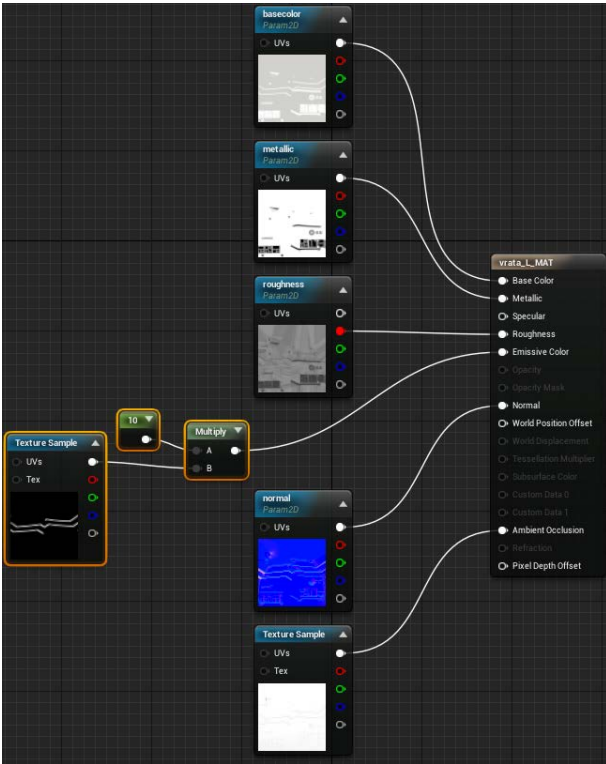 basecolor
Param2D
UVs
metallic
Param2D
UVs
roughness
Param2D
UVs
10
Multiply
A
B
Texture Sample
UVs
Tex
normal
Param2D
UVs
Texture Sample
UVs
Tex
vrata_L_MAT
Base Color
Metallic
Specular
Roughness
Emissive Color
Opacity
Opacity Mask
Normal
World Position Offset
World Displacement
Tessellation Multiplier
Subsurface Color
Custom Data 0
Custom Data 1
Ambient Occlusion
Refraction
Pixel Depth Offset